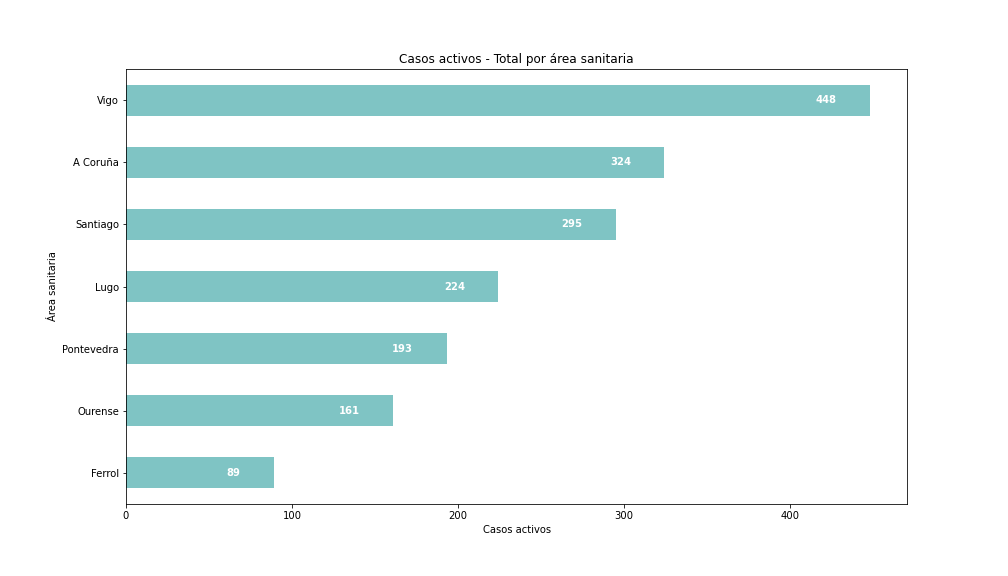 Casos activos - Total por área sanitaria
Área sanitaria
Vigo 448
A Coruña 324
Santiago 295
Lugo 224
Pontevedra 193
Ourense 161
Ferrol 89
0 100 200 300 400
Casos activos